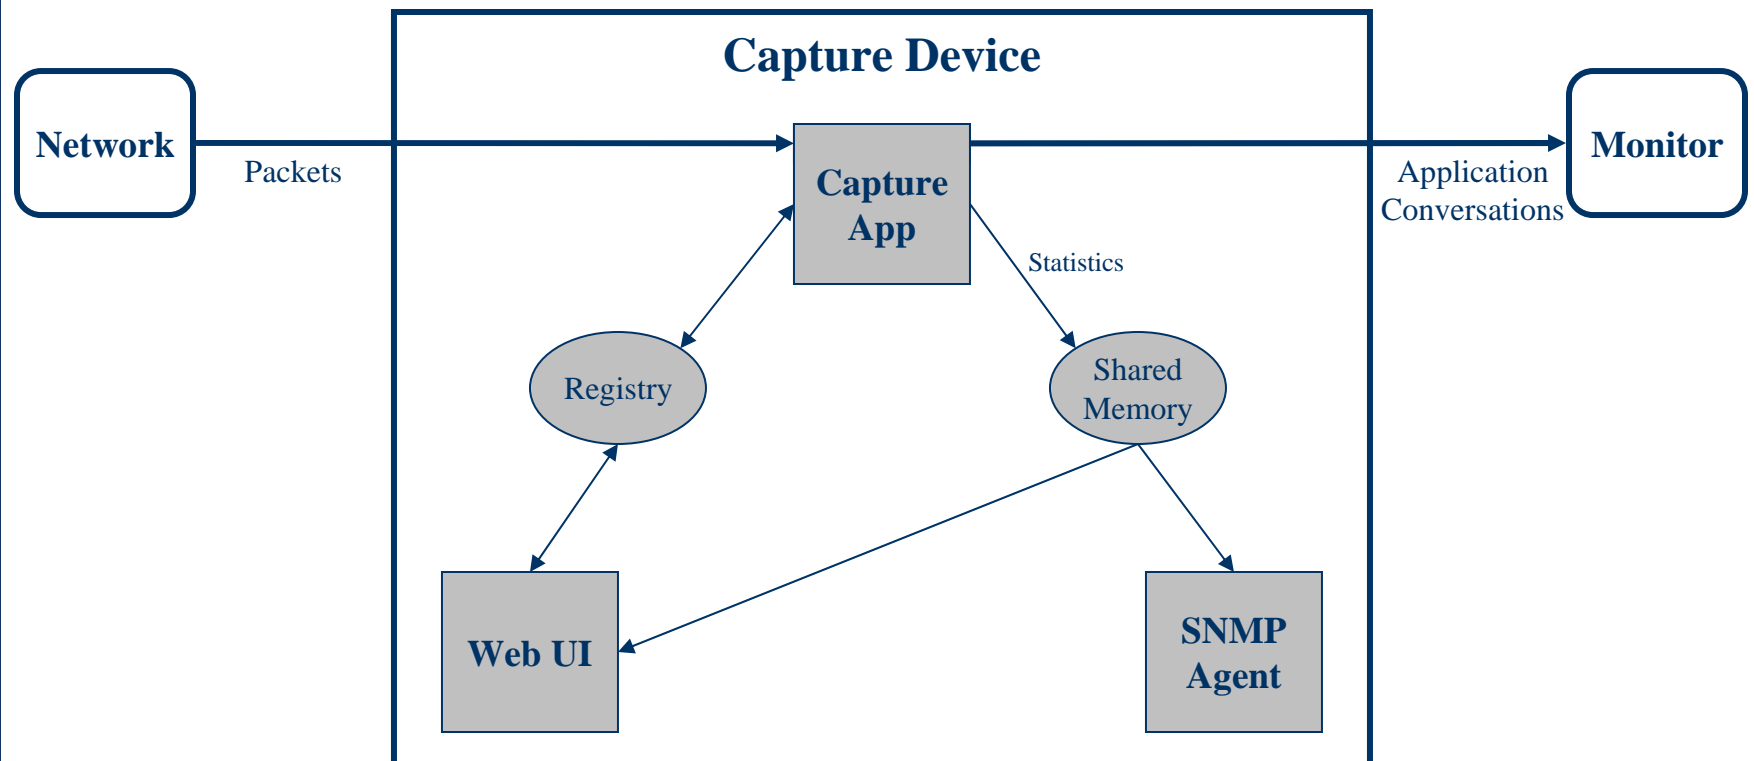 Capture Device
Network
Packets
Capture
App
Monitor
Application
Conversations
Statistics
Registry
Shared
Memory
Web UI
SNMP
Agent